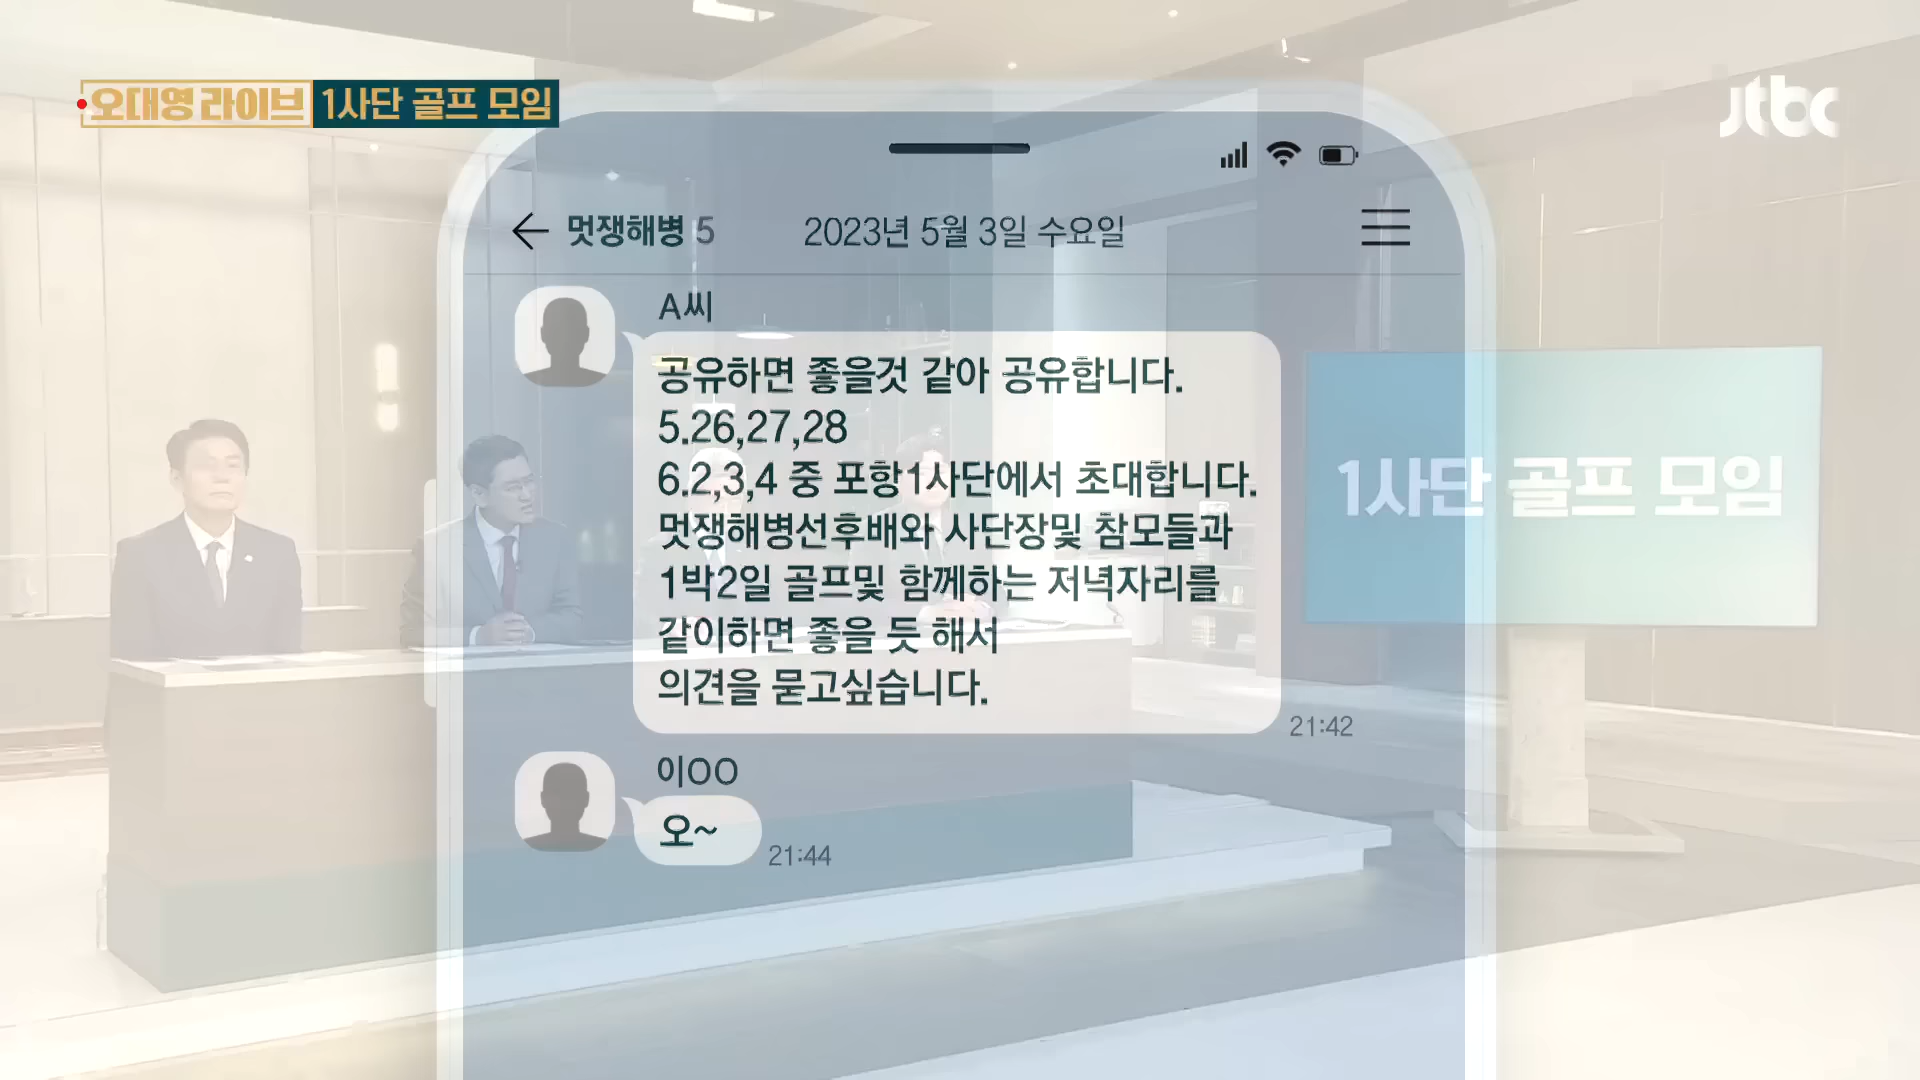 오대영 라이브 1사단 골프 모임
jtbc
멋쟁해병 5 2023년 5월 3일 수요일
A씨
공유하면 좋을것 같아 공유합니다.
5.26,27,28
6.2,3,4 중 포항1사단에서 초대합니다.
멋쟁해병선후배와 사단장및 참모들과
1박2일 골프및 함께하는 저녁자리를
같이하면 좋을 듯 해서
의견을 묻고싶습니다.
21:42
이OO
오~
21:44
1사단 골프 모임